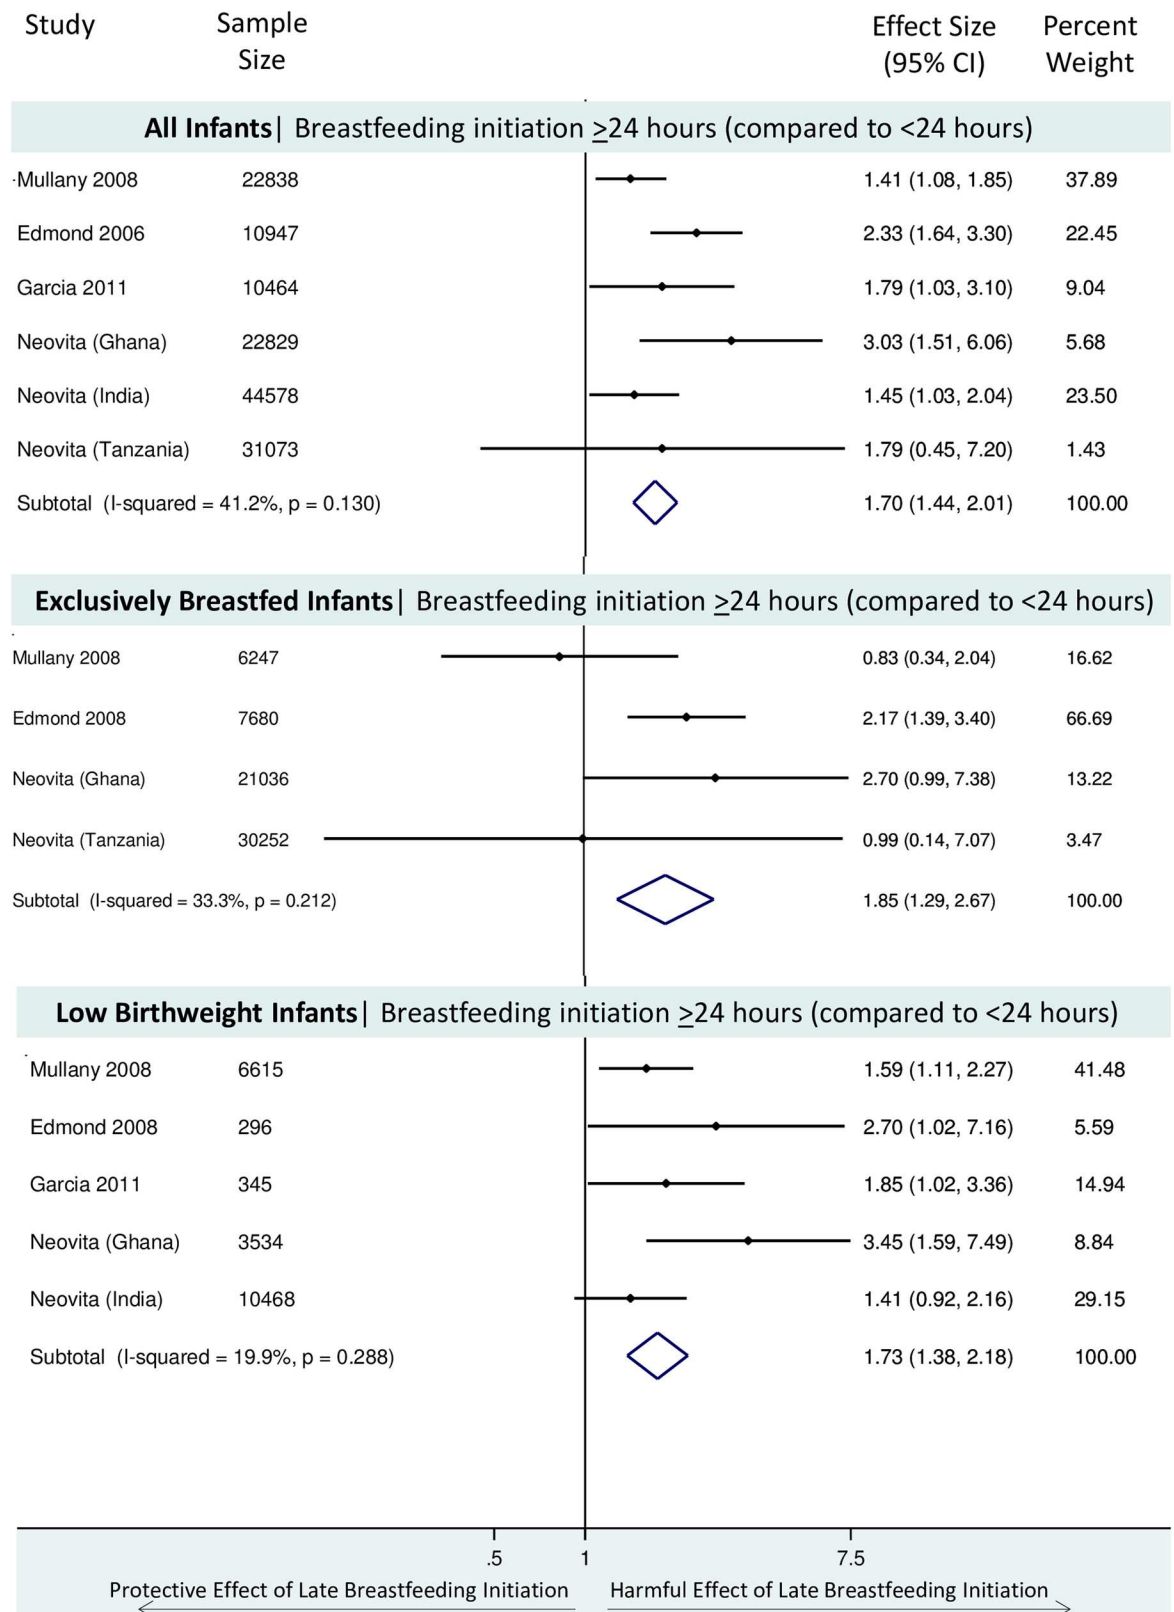 Study Sample Size Effect Size (95% CI) Percent Weight
All Infants| Breastfeeding initiation ≥24 hours (compared to <24 hours)
Mullany 2008 22838 1.41 (1.08, 1.85) 37.89
Edmond 2006 10947 2.33 (1.64, 3.30) 22.45
Garcia 2011 10464 1.79 (1.03, 3.10) 9.04
Neovita (Ghana) 22829 3.03 (1.51, 6.06) 5.68
Neovita (India) 44578 1.45 (1.03, 2.04) 23.50
Neovita (Tanzania) 31073 1.79 (0.45, 7.20) 1.43
Subtotal (I-squared = 41.2%, p = 0.130) 1.70 (1.44, 2.01) 100.00
Exclusively Breastfed Infants| Breastfeeding initiation ≥24 hours (compared to <24 hours)
Mullany 2008 6247 0.83 (0.34, 2.04) 16.62
Edmond 2008 7680 2.17 (1.39, 3.40) 66.69
Neovita (Ghana) 21036 2.70 (0.99, 7.38) 13.22
Neovita (Tanzania) 30252 0.99 (0.14, 7.07) 3.47
Subtotal (I-squared = 33.3%, p = 0.212) 1.85 (1.29, 2.67) 100.00
Low Birthweight Infants| Breastfeeding initiation ≥24 hours (compared to <24 hours)
Mullany 2008 6615 1.59 (1.11, 2.27) 41.48
Edmond 2008 296 2.70 (1.02, 7.16) 5.59
Garcia 2011 345 1.85 (1.02, 3.36) 14.94
Neovita (Ghana) 3534 3.45 (1.59, 7.49) 8.84
Neovita (India) 10468 1.41 (0.92, 2.16) 29.15
Subtotal (I-squared = 19.9%, p = 0.288) 1.73 (1.38, 2.18) 100.00
.5 1 7.5
Protective Effect of Late Breastfeeding Initiation Harmful Effect of Late Breastfeeding Initiation